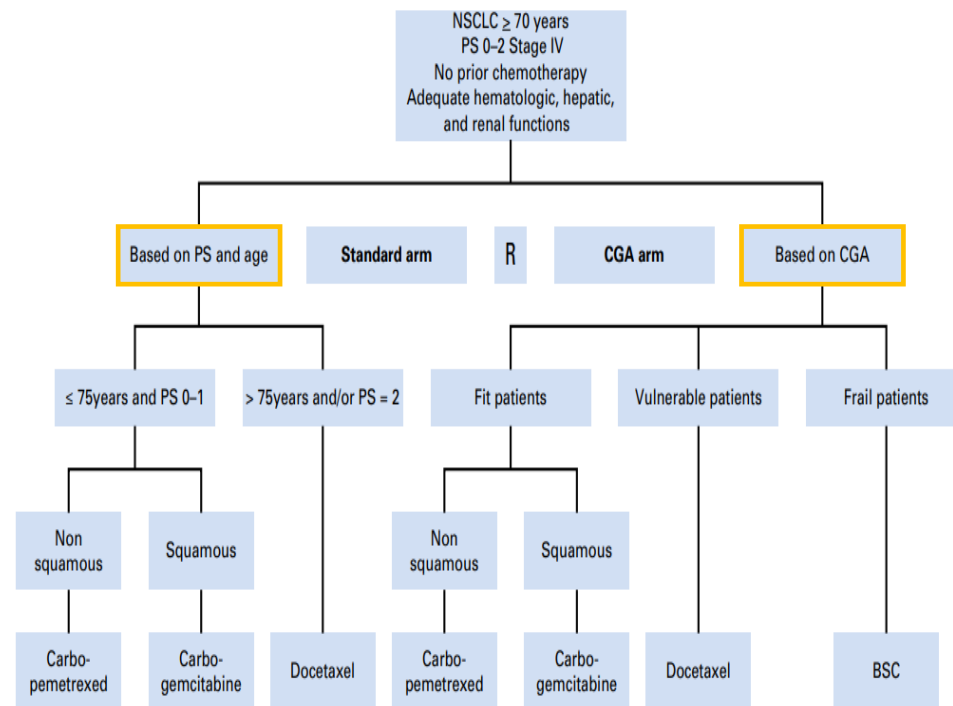 NSCLC ≥ 70 years
PS 0–2 Stage IV
No prior chemotherapy
Adequate hematologic, hepatic,
and renal functions
Based on PS and age
Standard arm
R
CGA arm
Based on CGA
≤ 75years and PS 0–1
> 75years and/or PS = 2
Fit patients
Vulnerable patients
Frail patients
Non
squamous
Squamous
Non
squamous
Squamous
Carbo-
pemetrexed
Carbo-
gemcitabine
Docetaxel
Carbo-
pemetrexed
Carbo-
gemcitabine
Docetaxel
BSC